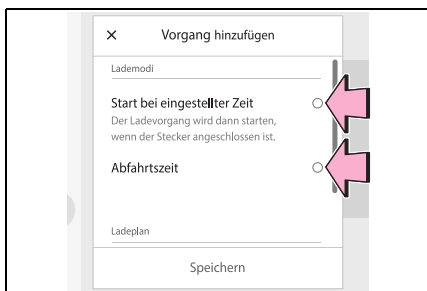 × Vorgang hinzufügen
Lademodi
Start bei eingestellter Zeit
Der Ladevorgang wird dann starten,
wenn der Stecker angeschlossen ist.
Abfahrtszeit
Ladeplan
Speichern